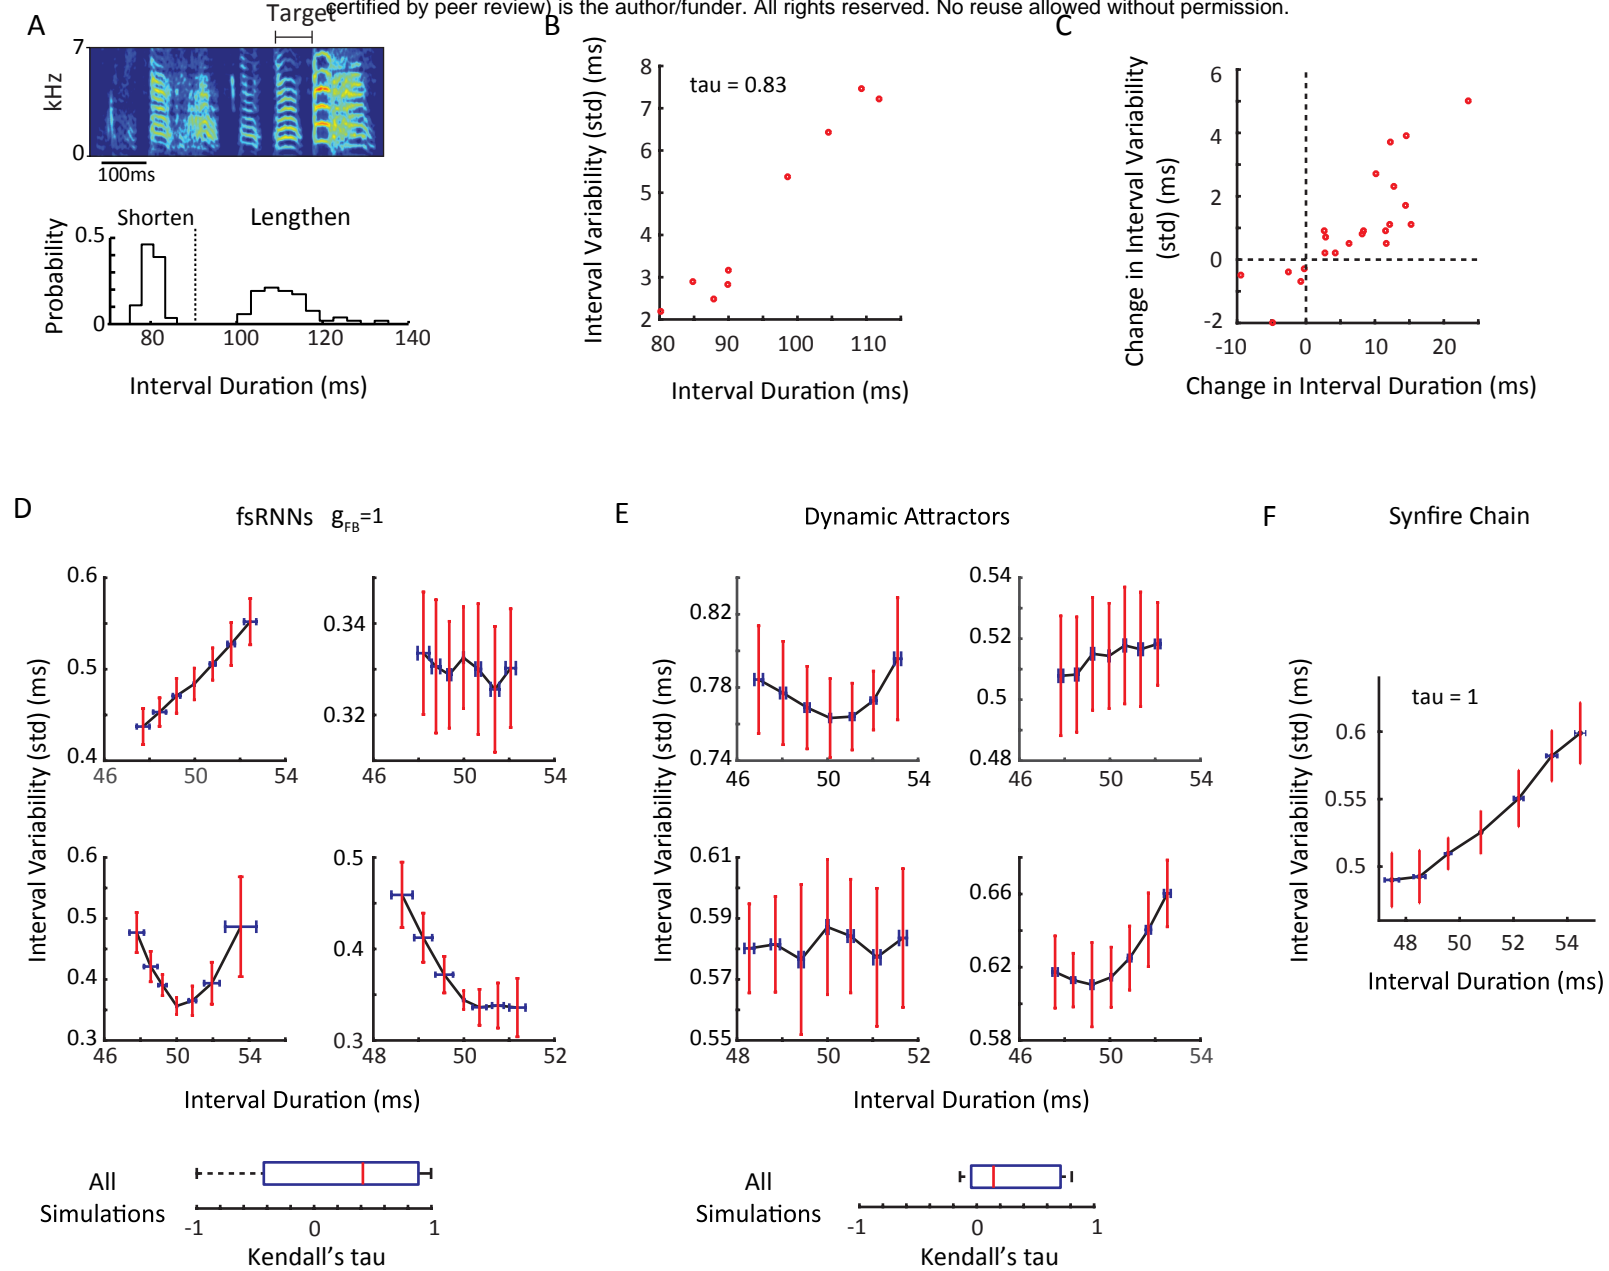 certified by peer review) is the author/funder. All rights reserved. No reuse allowed without permission.
A
Target
7
kHz
0
100ms
Shorten
Lengthen
0.5
Probability
0
80
100
120
140
Interval Duration (ms)
B
Interval Variability (std) (ms)
8
7
6
5
4
3
2
tau = 0.83
80
90
100
110
Interval Duration (ms)
C
Change in Interval Variability
(std) (ms)
6
4
2
0
-2
-10
0
10
20
Change in Interval Duration (ms)
D
fsRNNs gFB=1
Interval Variability (std) (ms)
0.6
0.5
0.4
46
50
54
0.34
0.32
46
50
54
0.6
0.5
0.4
0.3
46
50
54
0.5
0.4
0.3
48
50
52
Interval Duration (ms)
All
Simulations
-1
0
1
Kendall's tau
E
Dynamic Attractors
Interval Variability (std) (ms)
0.82
0.78
0.74
46
50
54
0.54
0.52
0.5
0.48
46
50
54
0.61
0.59
0.57
0.55
48
50
52
0.66
0.62
0.58
46
50
54
Interval Duration (ms)
All
Simulations
-1
0
1
Kendall's tau
F
Synfire Chain
Interval Variability (std) (ms)
tau = 1
0.6
0.55
0.5
48
50
52
54
Interval Duration (ms)